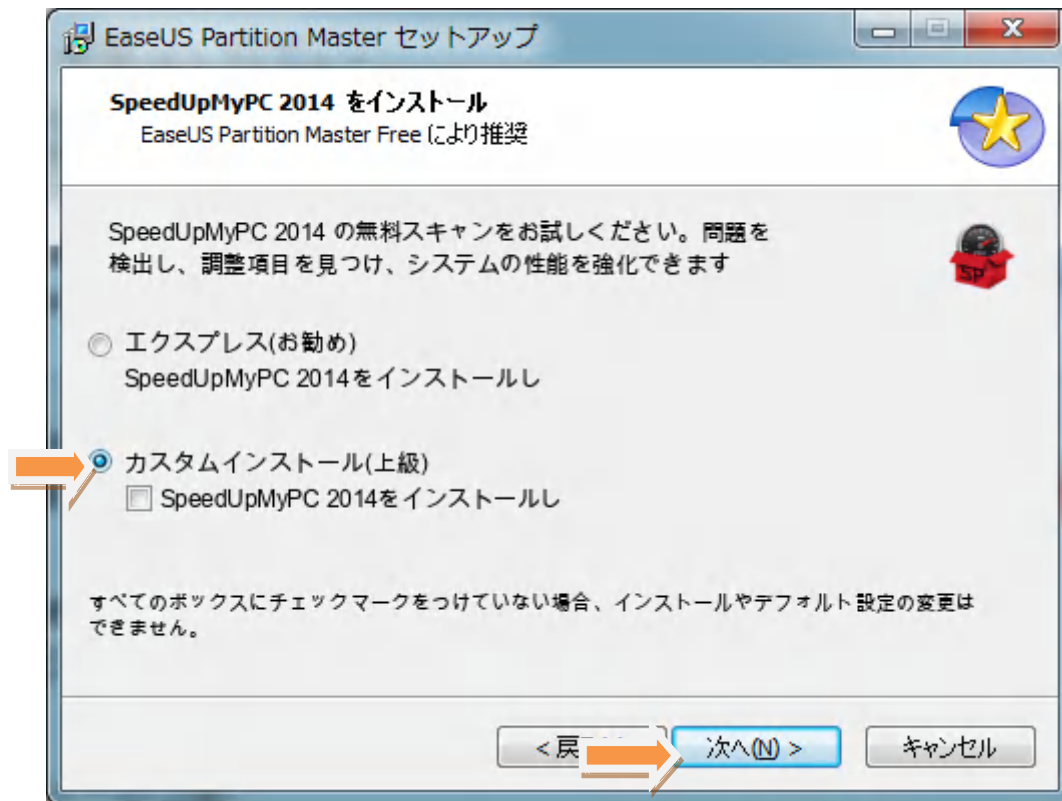 EaseUS Partition Master セットアップ
SpeedUpMyPC 2014 をインストール
EaseUS Partition Master Free により推奨
SpeedUpMyPC 2014 の無料スキャンをお試しください。問題を
検出し、調整項目を見つけ、システムの性能を強化できます
SP
エクスプレス(お勧め)
SpeedUpMyPC 2014をインストールし
カスタムインストール(上級)
SpeedUpMyPC 2014をインストールし
すべてのボックスにチェックマークをつけていない場合、インストールやデフォルト設定の変更は
できません。
< 戻
次へ(N) >
キャンセル